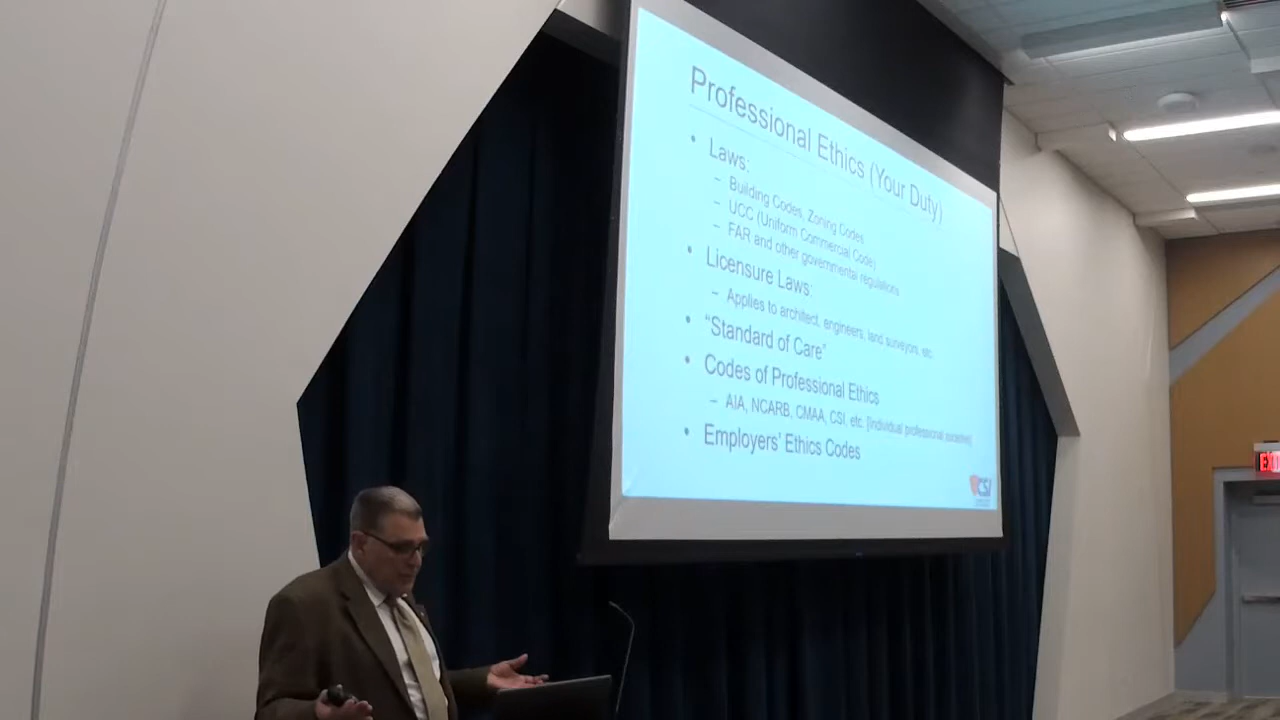 Professional Ethics (Your Duty)
• Laws:
– Building Codes, Zoning Codes
– UCC (Uniform Commercial Code)
– FAR and other governmental regulations
• Licensure Laws:
– Applies to architect, engineers, land surveyors, etc.
• “Standard of Care”
• Codes of Professional Ethics
– AIA, NCARB, CMAA, CSI, etc. [individual professional societies]
• Employers’ Ethics Codes
CSI
EXI